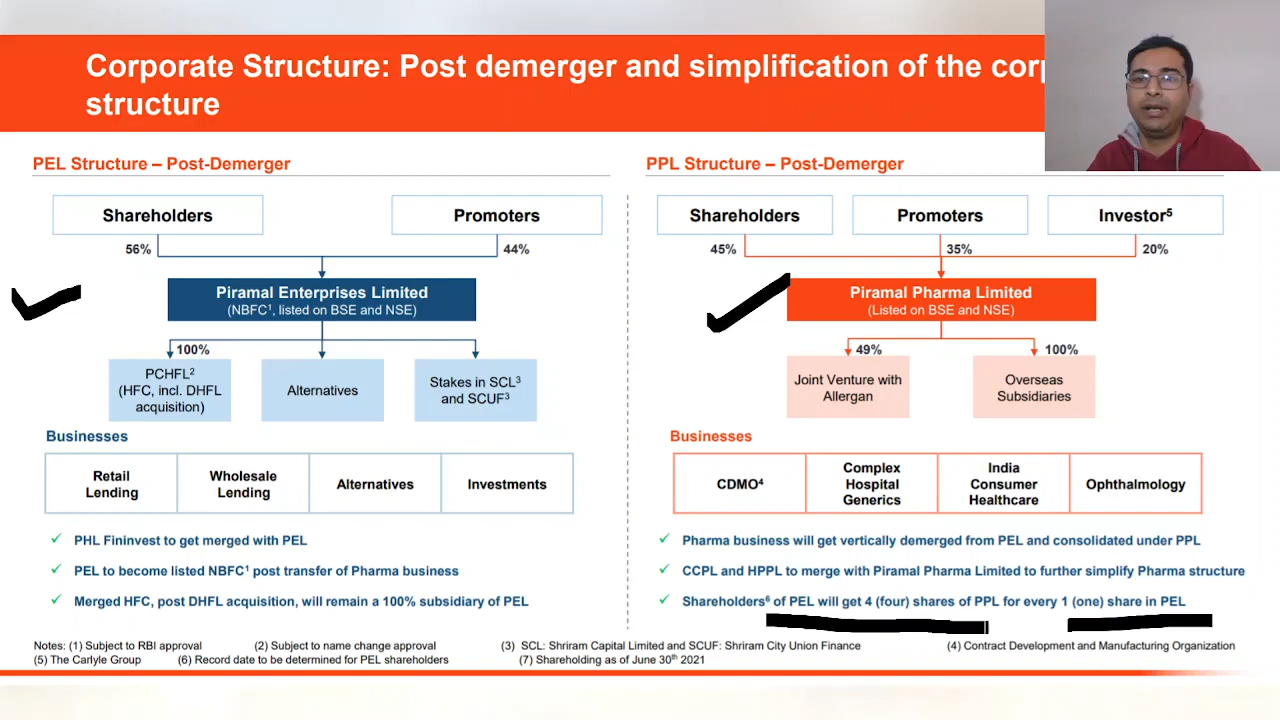 Corporate Structure: Post demerger and simplification of the
structure
PEL Structure – Post-Demerger
Shareholders
Promoters
56%
44%
Piramal Enterprises Limited
(NBFC¹, listed on BSE and NSE)
100%
PCHFL²
(HFC, incl. DHFL
acquisition)
Alternatives
Stakes in SCL³
and SCUF³
Businesses
Retail
Lending
Wholesale
Lending
Alternatives
Investments
✓ PHL Fininvest to get merged with PEL
✓ PEL to become listed NBFC¹ post transfer of Pharma business
✓ Merged HFC, post DHFL acquisition, will remain a 100% subsidiary of PEL
PPL Structure – Post-Demerger
Shareholders
Promoters
Investor⁵
45%
35%
20%
Piramal Pharma Limited
(Listed on BSE and NSE)
49%
100%
Joint Venture with
Allergan
Overseas
Subsidiaries
Businesses
CDMO⁴
Complex
Hospital
Generics
India
Consumer
Healthcare
Ophthalmology
✓ Pharma business will get vertically demerged from PEL and consolidated under PPL
✓ CCPL and HPPL to merge with Piramal Pharma Limited to further simplify Pharma structure
✓ Shareholders⁶ of PEL will get 4 (four) shares of PPL for every 1 (one) share in PEL
Notes: (1) Subject to RBI approval (2) Subject to name change approval (3) SCL: Shriram Capital Limited and SCUF: Shriram City Union Finance (4) Contract Development and Manufacturing Organization
(5) The Carlyle Group (6) Record date to be determined for PEL shareholders (7) Shareholding as of June 30th 2021